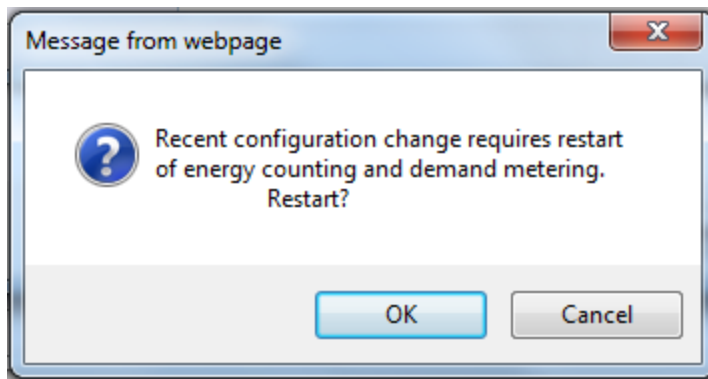 Message from webpage
Recent configuration change requires restart
of energy counting and demand metering.
Restart?
OK
Cancel